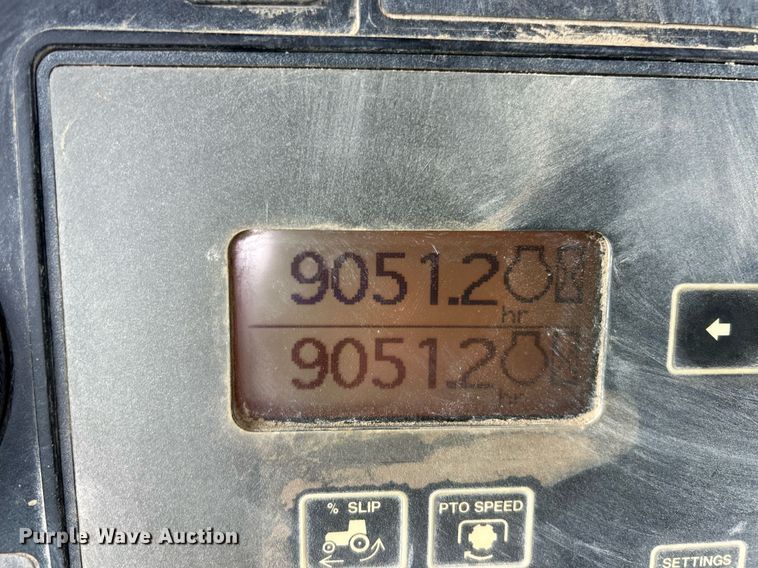 9051.2
hr
9051.2
hr
% SLIP
PTO SPEED
SETTINGS
Purple Wave Auction